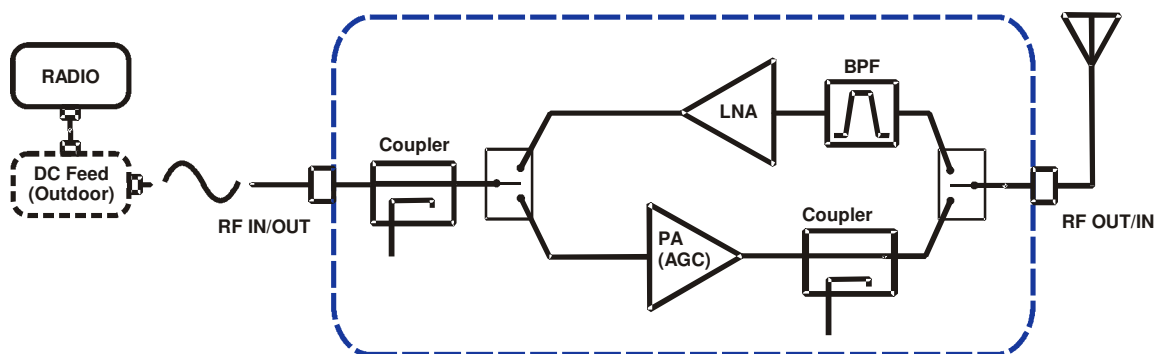 RADIO
DC Feed
(Outdoor)
RF IN/OUT
Coupler
LNA
BPF
PA
(AGC)
Coupler
RF OUT/IN